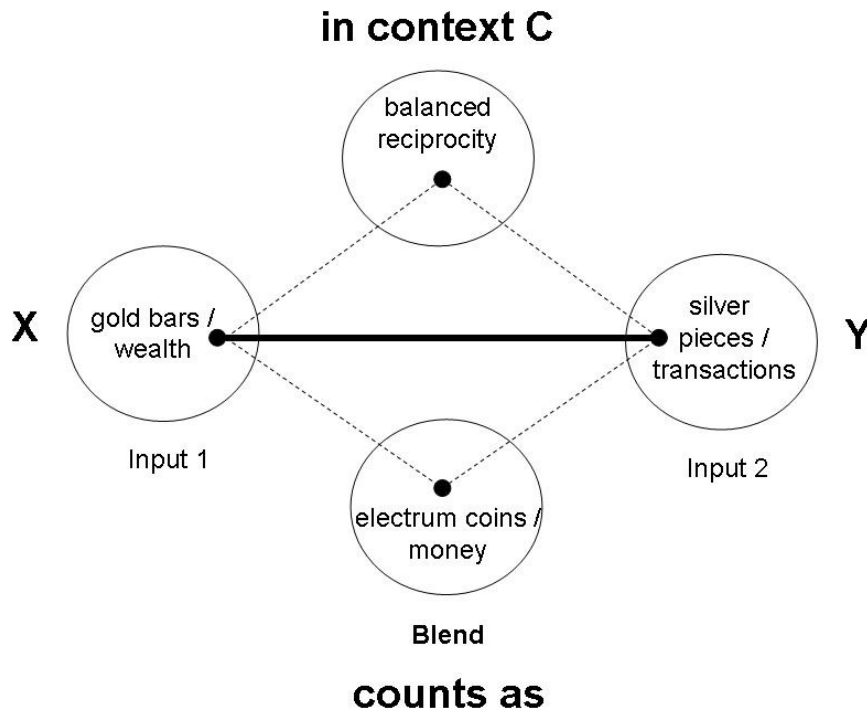 in context C
balanced
reciprocity
X
gold bars /
wealth
silver
pieces /
transactions
Y
Input 1
Input 2
electrum coins /
money
Blend
counts as